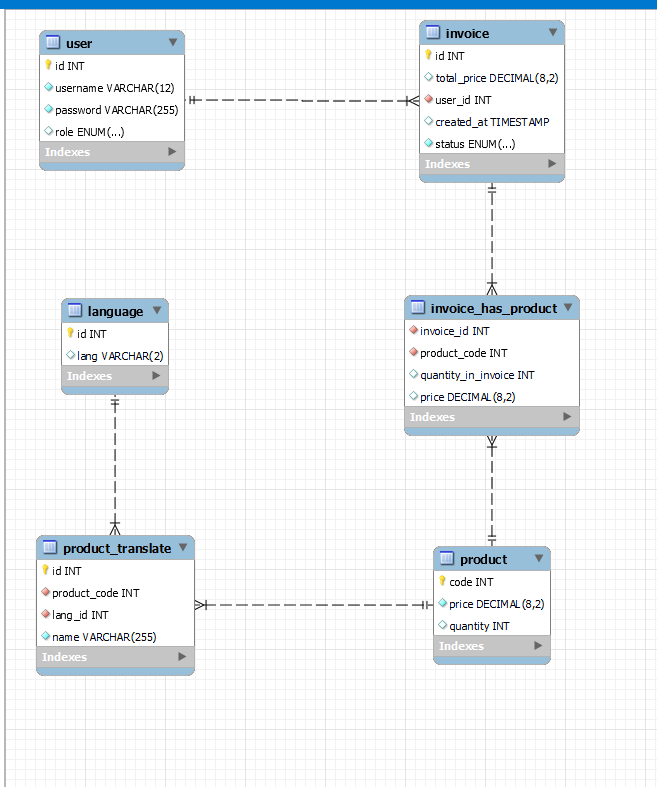 user
id INT
username VARCHAR(12)
password VARCHAR(255)
role ENUM(...)
Indexes
invoice
id INT
total_price DECIMAL(8,2)
user_id INT
created_at TIMESTAMP
status ENUM(...)
Indexes
language
id INT
lang VARCHAR(2)
Indexes
invoice_has_product
invoice_id INT
product_code INT
quantity_in_invoice INT
price DECIMAL(8,2)
Indexes
product_translate
id INT
product_code INT
lang_id INT
name VARCHAR(255)
Indexes
product
code INT
price DECIMAL(8,2)
quantity INT
Indexes